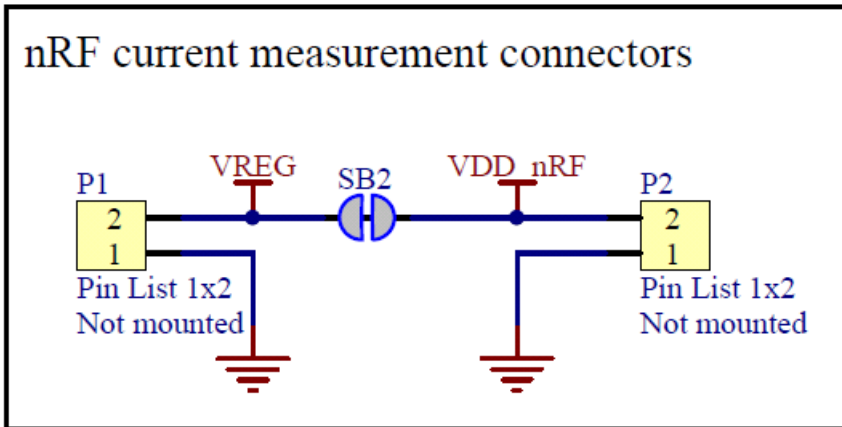 nRF current measurement connectors
VREG
SB2
VDD_nRF
P1
2
1
Pin List 1x2
Not mounted
P2
2
1
Pin List 1x2
Not mounted